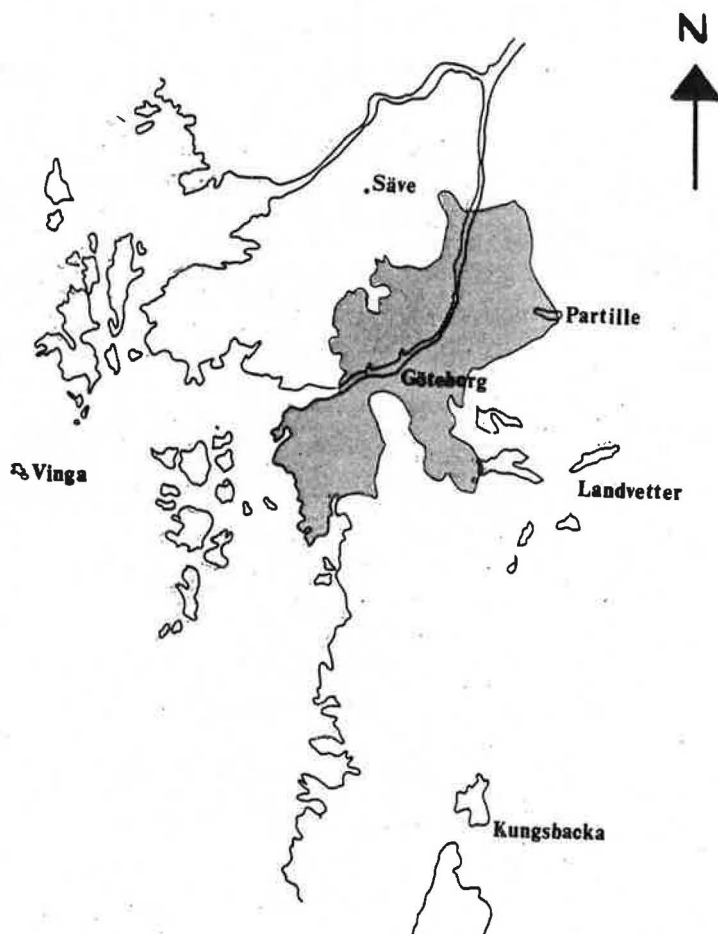 N
Säve
Partille
Göteborg
Vinga
Landvetter
Kungsbacka